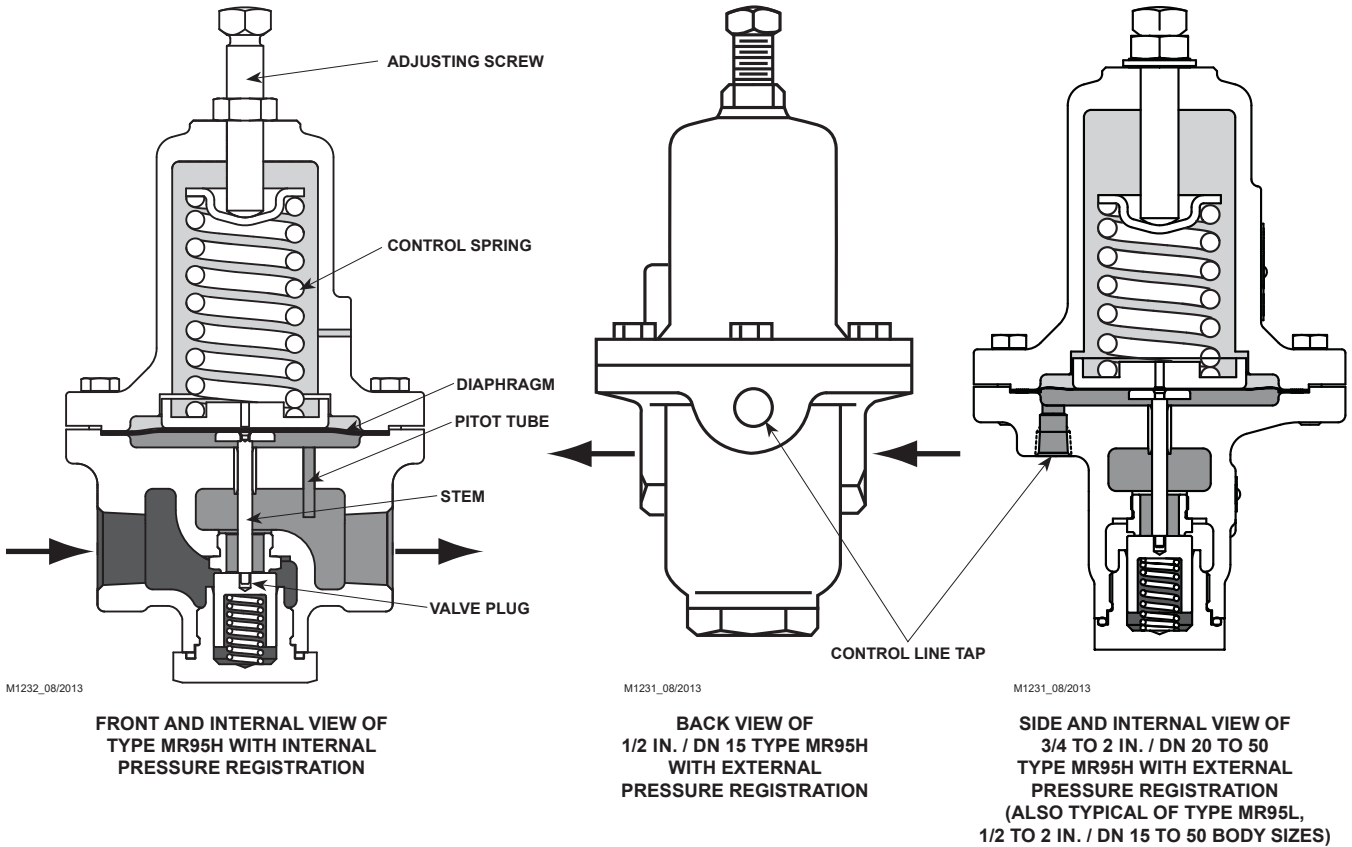 ADJUSTING SCREW
CONTROL SPRING
DIAPHRAGM
PITOT TUBE
STEM
VALVE PLUG
CONTROL LINE TAP
M1232_08/2013
M1231_08/2013
M1231_08/2013
FRONT AND INTERNAL VIEW OF
TYPE MR95H WITH INTERNAL
PRESSURE REGISTRATION
BACK VIEW OF
1/2 IN. / DN 15 TYPE MR95H
WITH EXTERNAL
PRESSURE REGISTRATION
SIDE AND INTERNAL VIEW OF
3/4 TO 2 IN. / DN 20 TO 50
TYPE MR95H WITH EXTERNAL
PRESSURE REGISTRATION
(ALSO TYPICAL OF TYPE MR95L,
1/2 TO 2 IN. / DN 15 TO 50 BODY SIZES)